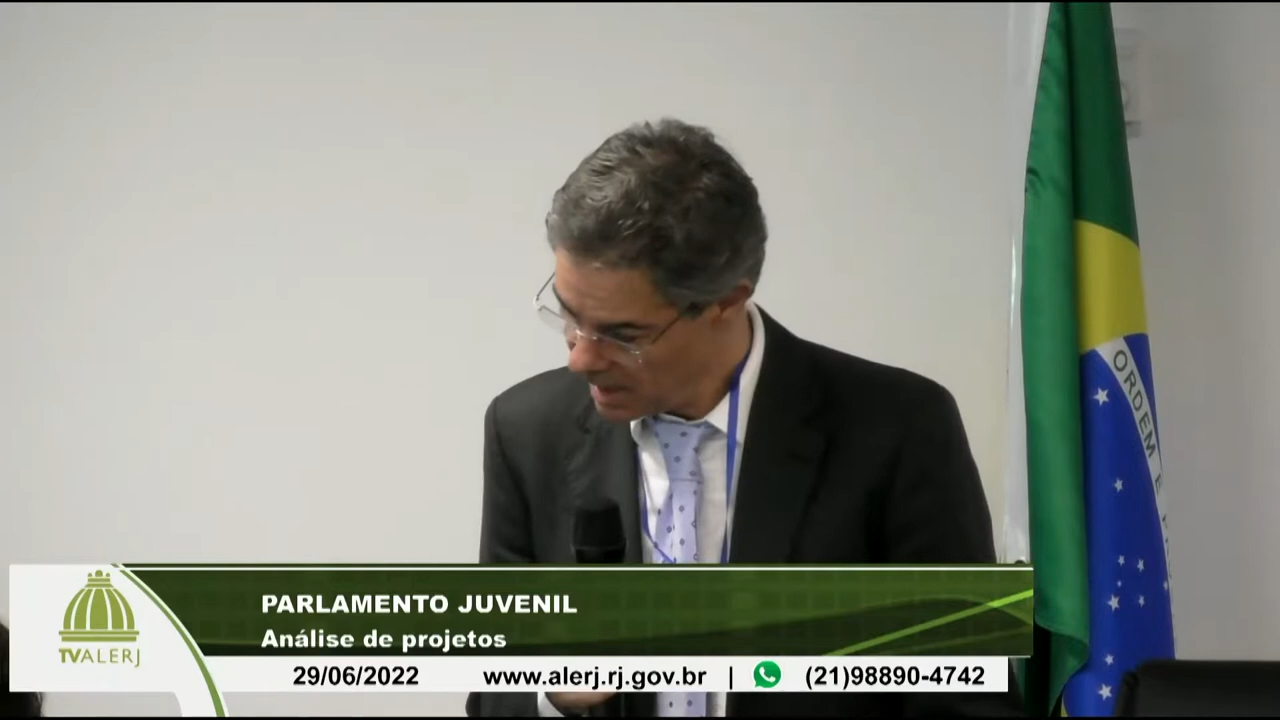 ORDEM E
PARLAMENTO JUVENIL
Análise de projetos
TVALERJ
29/06/2022 www.alerj.rj.gov.br | (21)98890-4742